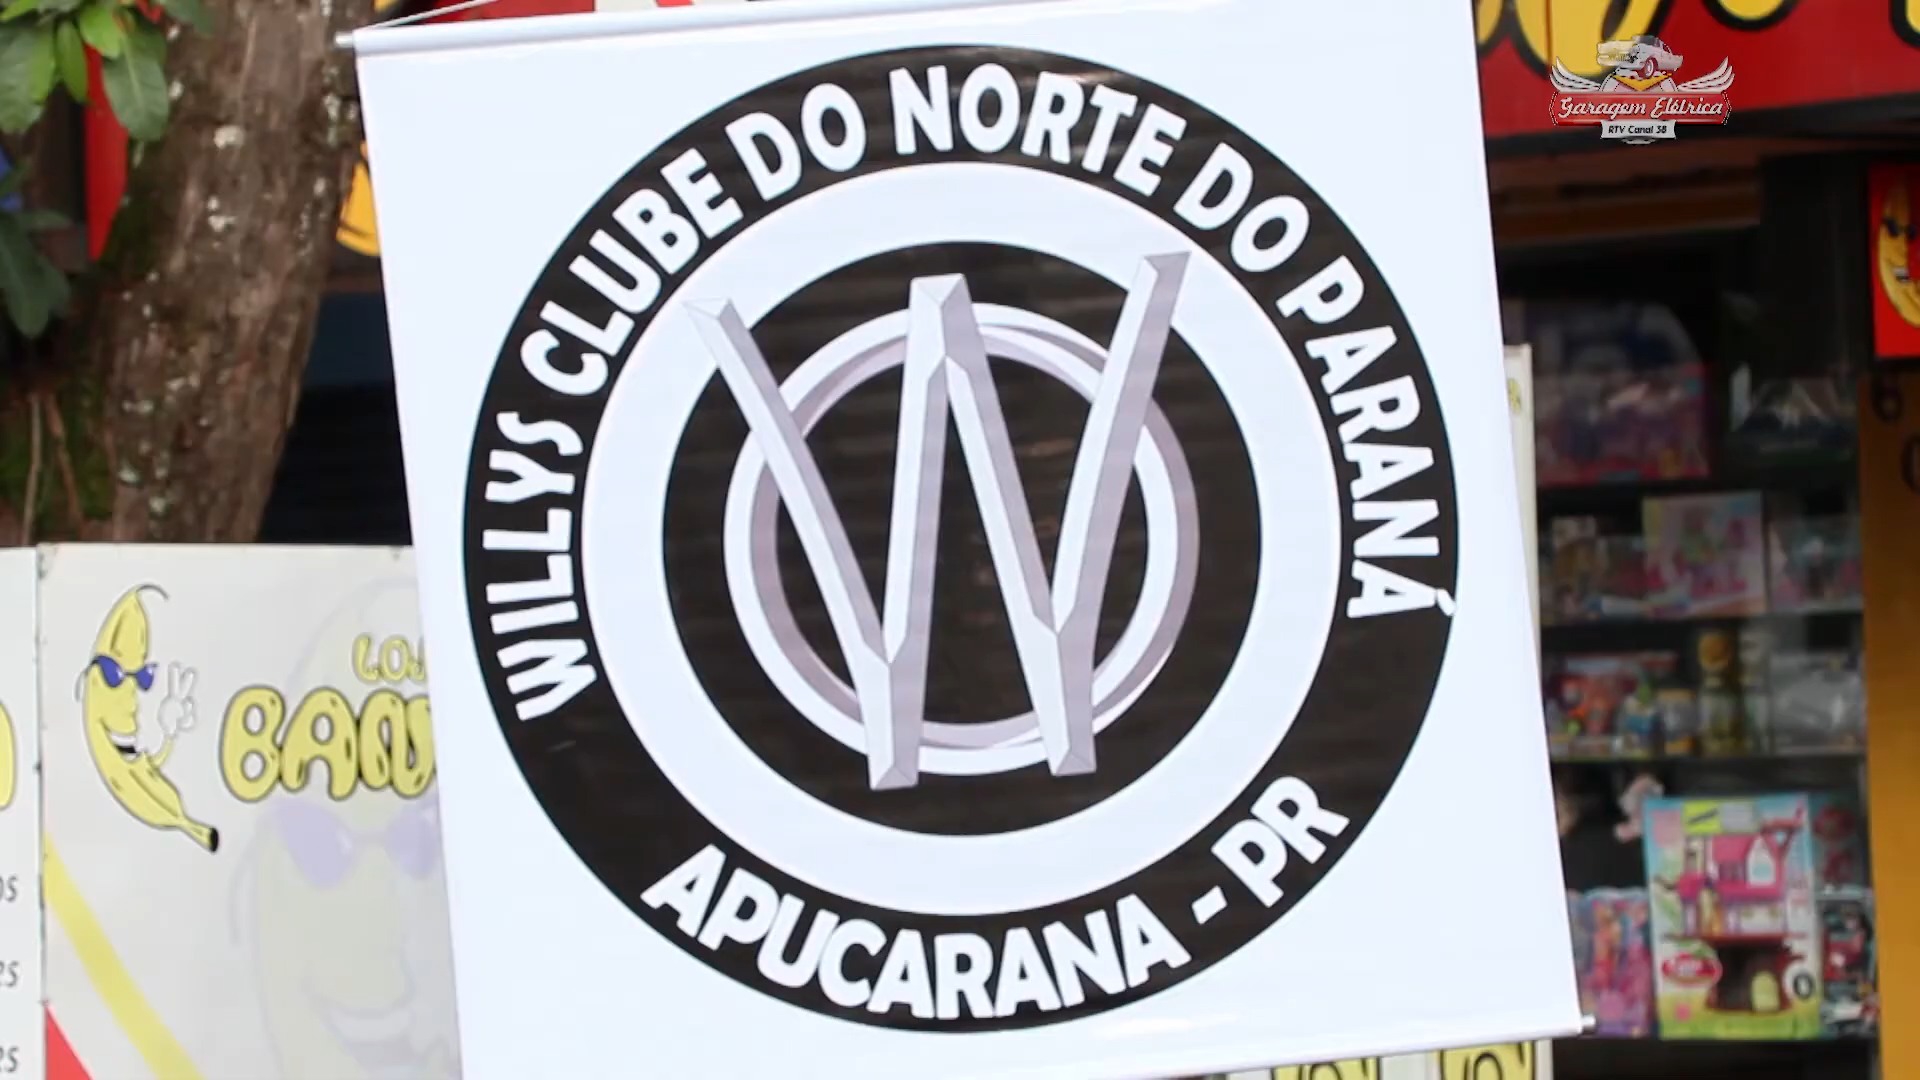 WILLYS CLUBE DO NORTE DO PARANÁ
APUCARANA - PR
Garagem Elétrica
RTV Canal 38